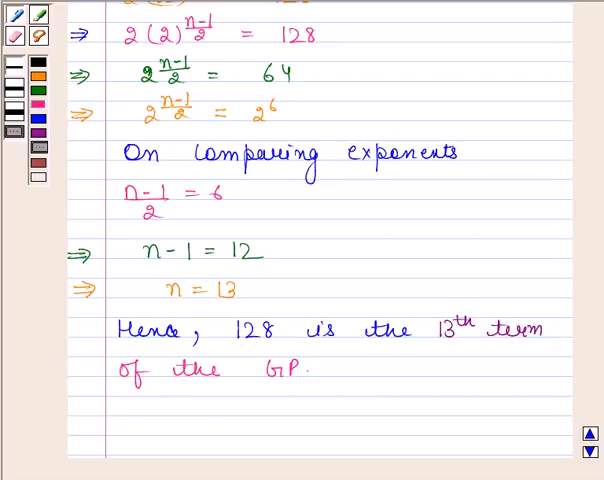 ⇒ 2(2)^(n-1)/2 = 128
⇒ 2^(n-1)/2 = 64
⇒ 2^(n-1)/2 = 2^6
On comparing exponents
(n-1)/2 = 6
⇒ n-1 = 12
⇒ n = 13
Hence, 128 is the 13th term
of the GP.